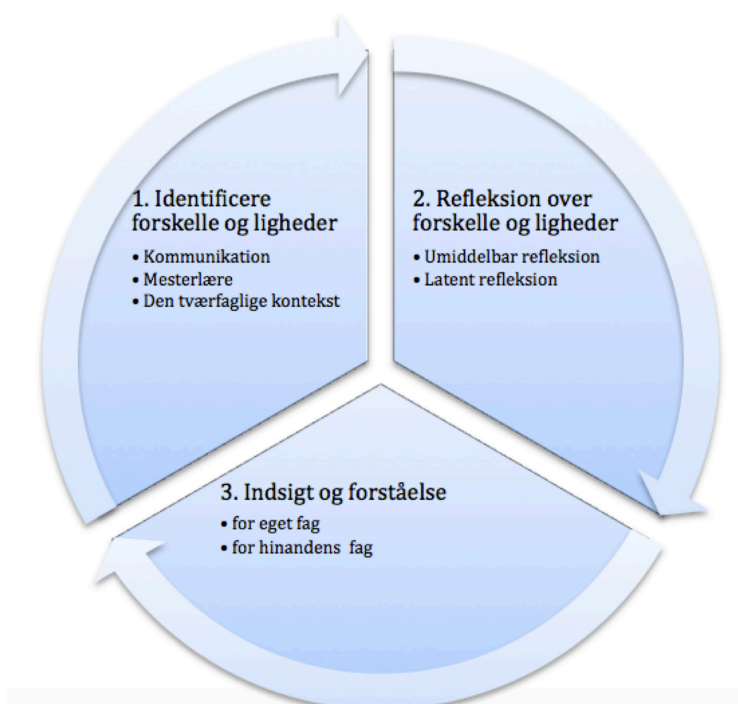 1. Identificere
forskelle og ligheder
• Kommunikation
• Mesterlære
• Den tværfaglige kontekst
2. Refleksion over
forskelle og ligheder
• Umiddelbar refleksion
• Latent refleksion
3. Indsigt og forståelse
• for eget fag
• for hinandens fag